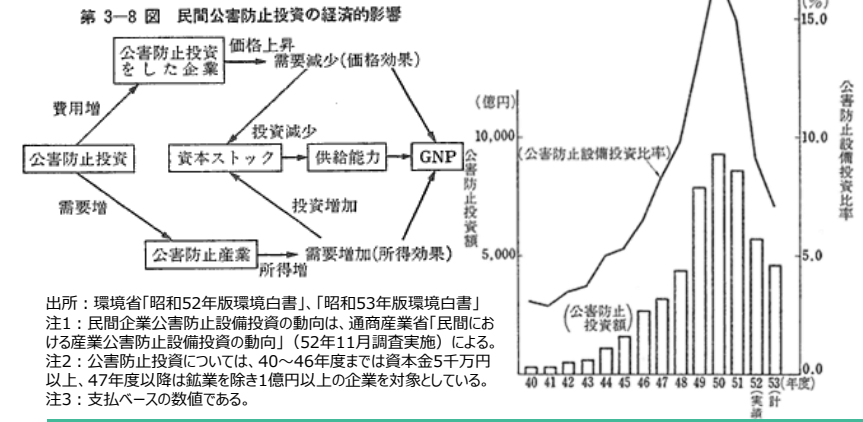 第 3―8 図　民間公害防止投資の経済的影響
公害防止投資
をした企業
価格上昇
需要減少(価格効果)
費用増
投資減少
公害防止投資
資本ストック
供給能力
GNP
需要増
投資増加
公害防止産業
所得増
需要増加(所得効果)
(億円)
10,000
5,000
公害防止投資額
(公害防止設備投資比率)
(公害防止
投資額)
(%)
15.0
10.0
5.0
0.0
公害防止設備投資比率
40 41 42 43 44 45 46 47 48 49 50 51 52 53(年度)
出所：環境省「昭和52年版環境白書」、「昭和53年版環境白書」
注1：民間企業公害防止設備投資の動向は、通商産業省「民間にお
ける産業公害防止設備投資の動向」（52年11月調査実施）による。
注2：公害防止投資については、40～46年度までは資本金5千万円
以上、47年度以降は鉱業を除き1億円以上の企業を対象としている。
注3：支払ベースの数値である。